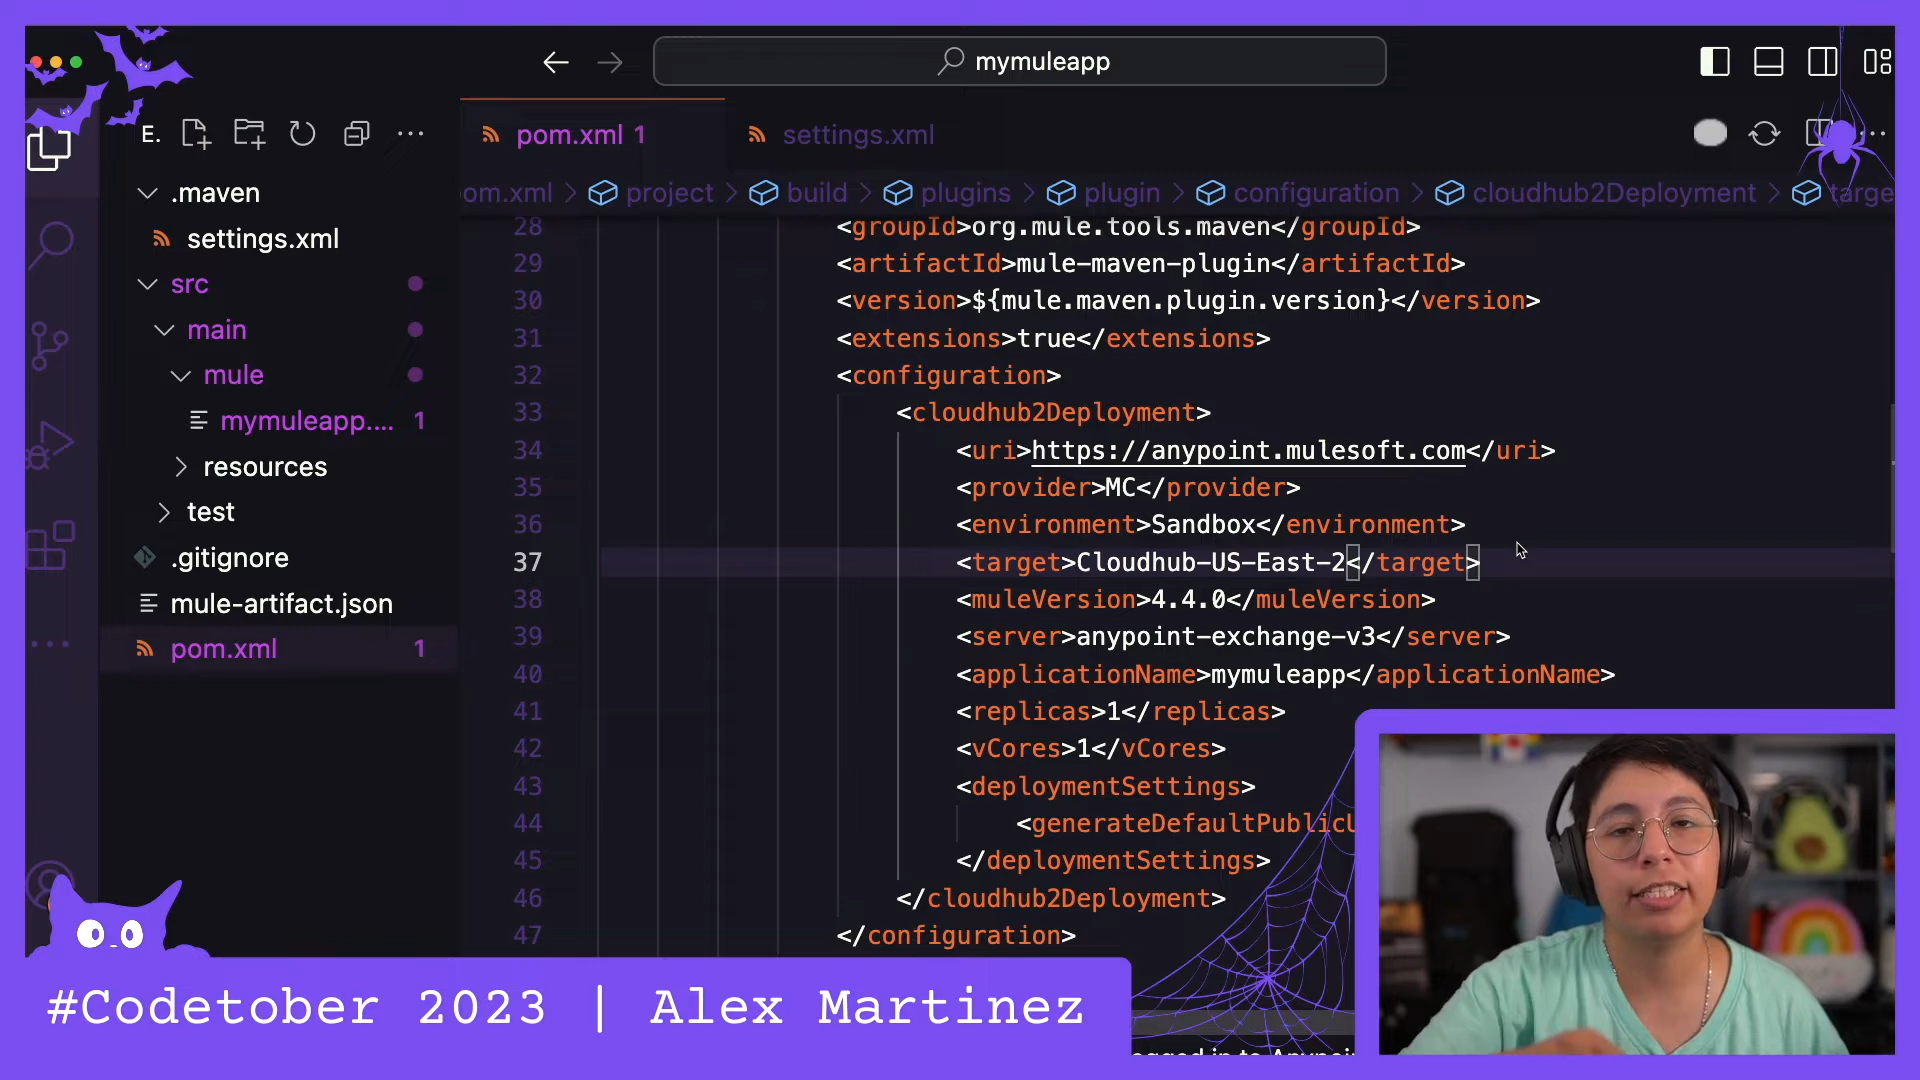 mymuleapp
E.
pom.xml 1
settings.xml
.maven
settings.xml
src
main
mule
mymuleapp.... 1
resources
test
.gitignore
mule-artifact.json
pom.xml 1
om.xml > project > build > plugins > plugin > configuration > cloudhub2Deployment > targe
28 <groupId>org.mule.tools.maven</groupId>
29 <artifactId>mule-maven-plugin</artifactId>
30 <version>${mule.maven.plugin.version}</version>
31 <extensions>true</extensions>
32 <configuration>
33 <cloudhub2Deployment>
34 <uri>https://anypoint.mulesoft.com</uri>
35 <provider>MC</provider>
36 <environment>Sandbox</environment>
37 <target>Cloudhub-US-East-2</target>
38 <muleVersion>4.4.0</muleVersion>
39 <server>anypoint-exchange-v3</server>
40 <applicationName>mymuleapp</applicationName>
41 <replicas>1</replicas>
42 <vCores>1</vCores>
43 <deploymentSettings>
44 <generateDefaultPublicU
45 </deploymentSettings>
46 </cloudhub2Deployment>
47 </configuration>
#Codetober 2023 | Alex Martinez